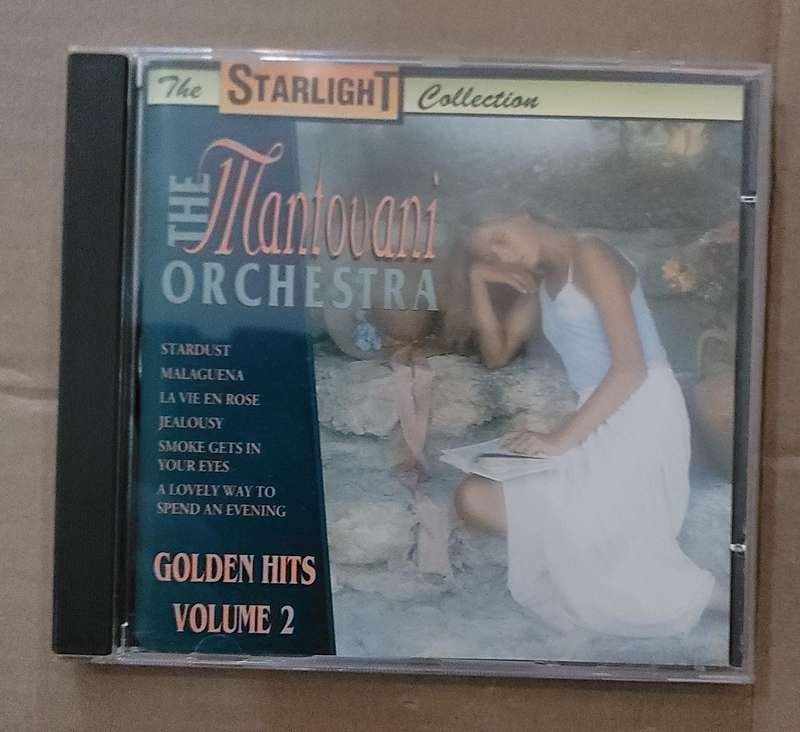 The STARLIGHT Collection
THE Mantovani
ORCHESTRA
STARDUST
MALAGUENA
LA VIE EN ROSE
JEALOUSY
SMOKE GETS IN
YOUR EYES
A LOVELY WAY TO
SPEND AN EVENING
GOLDEN HITS
VOLUME 2